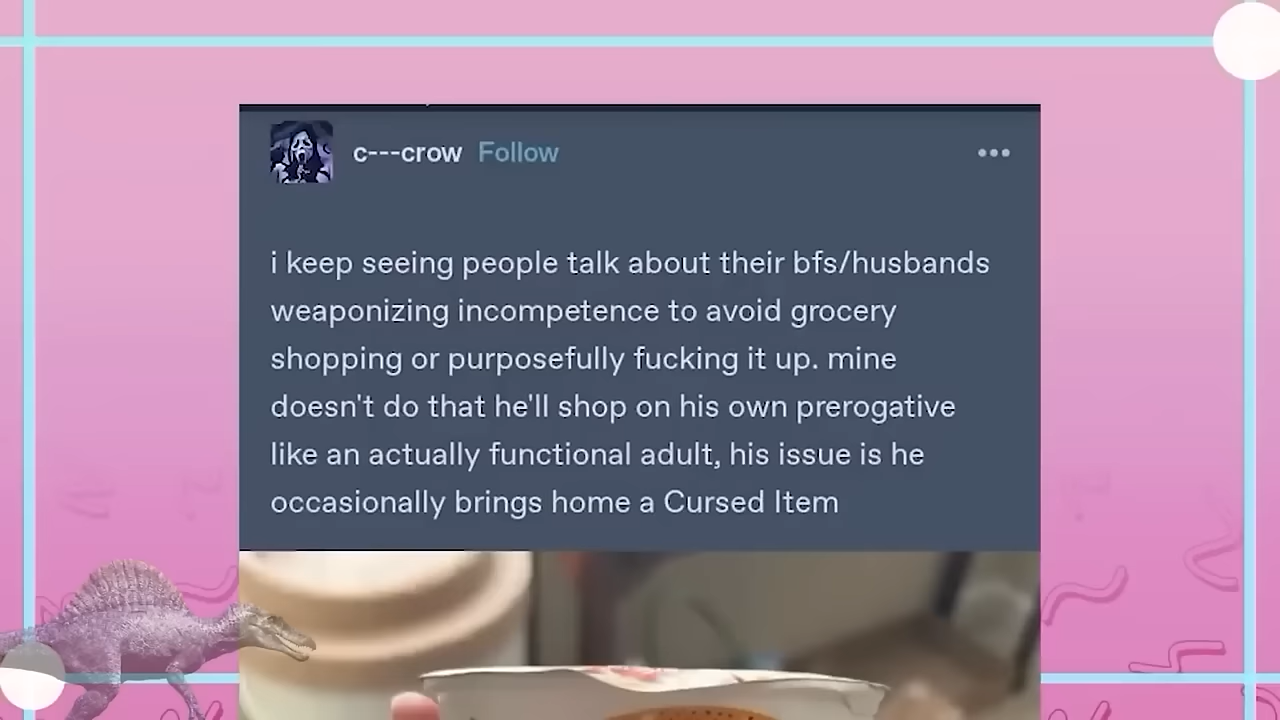 c---crow Follow
i keep seeing people talk about their bfs/husbands
weaponizing incompetence to avoid grocery
shopping or purposefully fucking it up. mine
doesn't do that he'll shop on his own prerogative
like an actually functional adult, his issue is he
occasionally brings home a Cursed Item